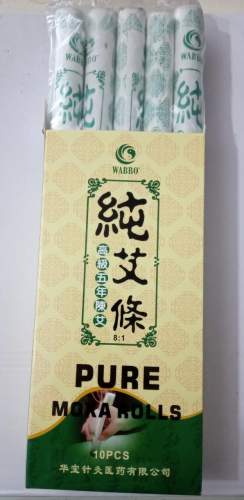 WABBO
純
艾
條
高級五年陳艾
8:1
PURE
MOXA ROLLS
10PCS
华宝针灸医药有限公司